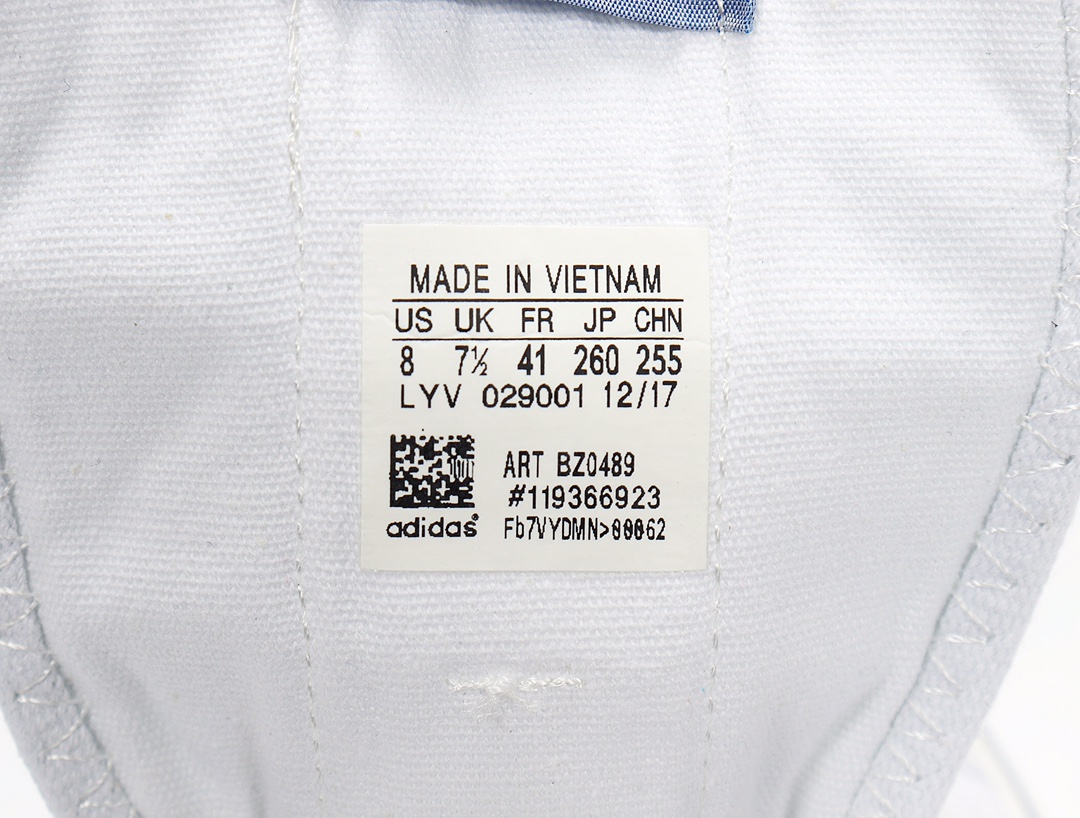 MADE IN VIETNAM
US UK FR JP CHN
8 7½ 41 260 255
LYV 029001 12/17
ART BZ0489
#119366923
adidas®